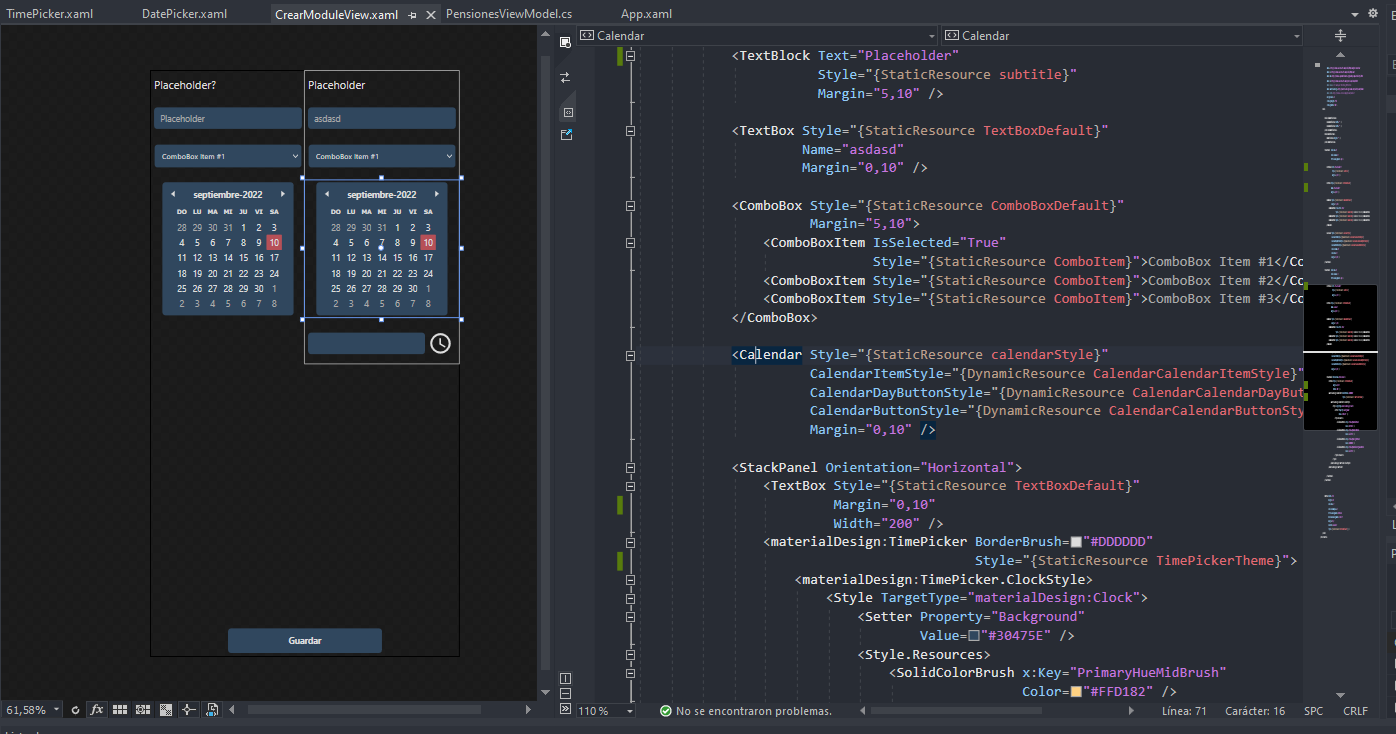 TimePicker.xaml DatePicker.xaml CrearModuleView.xaml PensionesViewModel.cs App.xaml
Calendar Calendar
Placeholder? Placeholder
Placeholder asdasd
ComboBox Item #1 ComboBox Item #1
septiembre-2022 septiembre-2022
DO LU MA MI JU VI SA DO LU MA MI JU VI SA
28 29 30 31 1 2 3 28 29 30 31 1 2 3
4 5 6 7 8 9 10 4 5 6 7 8 9 10
11 12 13 14 15 16 17 11 12 13 14 15 16 17
18 19 20 21 22 23 24 18 19 20 21 22 23 24
25 26 27 28 29 30 1 25 26 27 28 29 30 1
2 3 4 5 6 7 8 2 3 4 5 6 7 8
Guardar
<TextBlock Text="Placeholder"
Style="{StaticResource subtitle}"
Margin="5,10" />
<TextBox Style="{StaticResource TextBoxDefault}"
Name="asdasd"
Margin="0,10" />
<ComboBox Style="{StaticResource ComboBoxDefault}"
Margin="5,10">
<ComboBoxItem IsSelected="True"
Style="{StaticResource ComboItem}">ComboBox Item #1</Co
<ComboBoxItem Style="{StaticResource ComboItem}">ComboBox Item #2</Co
<ComboBoxItem Style="{StaticResource ComboItem}">ComboBox Item #3</Co
</ComboBox>
<Calendar Style="{StaticResource calendarStyle}"
CalendarItemStyle="{DynamicResource CalendarCalendarItemStyle}"
CalendarDayButtonStyle="{DynamicResource CalendarCalendarDayBut
CalendarButtonStyle="{DynamicResource CalendarCalendarButtonSty
Margin="0,10" />
<StackPanel Orientation="Horizontal">
<TextBox Style="{StaticResource TextBoxDefault}"
Margin="0,10"
Width="200" />
<materialDesign:TimePicker BorderBrush="#DDDDDD"
Style="{StaticResource TimePickerTheme}">
<materialDesign:TimePicker.ClockStyle>
<Style TargetType="materialDesign:Clock">
<Setter Property="Background"
Value="#30475E" />
<Style.Resources>
<SolidColorBrush x:Key="PrimaryHueMidBrush"
Color="#FFD182" />
61,58% fx 110 % No se encontraron problemas. Línea: 71 Carácter: 16 SPC CRLF